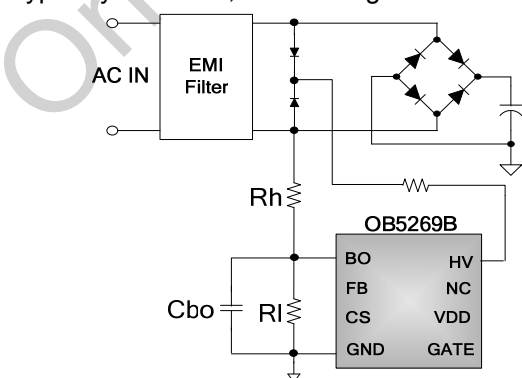 AC IN
EMI
Filter
Rh
OB5269B
BO
HV
FB
NC
Cbo
Rl
CS
VDD
GND
GATE